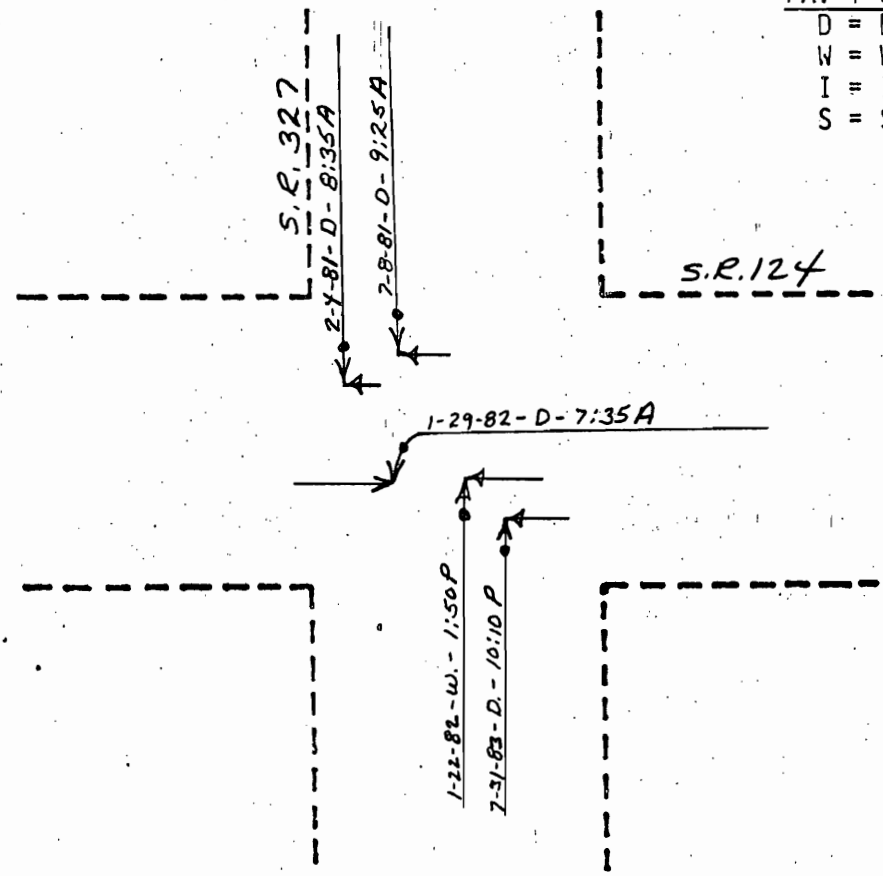 D =
W =
I =
S =
S.R. 327
2-4-81-D- 8:35A
7-8-81-D- 9:25A
S.R. 124
1-29-82-D-7:35A
1-22-82-W.- 1:50P
7-31-83-D.- 10:10P